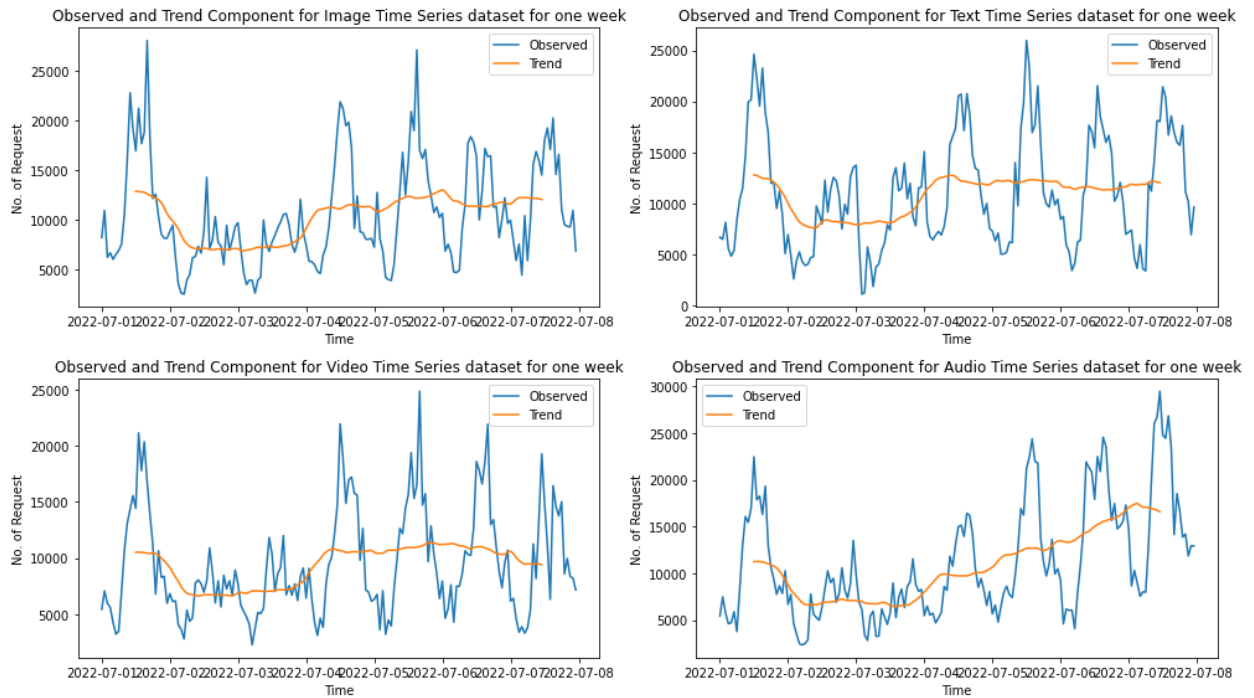 Observed and Trend Component for Image Time Series dataset for one week
No. of Request
25000
20000
15000
10000
5000
Observed
Trend
2022-07-01 2022-07-02 2022-07-03 2022-07-04 2022-07-05 2022-07-06 2022-07-07 2022-07-08
Time
Observed and Trend Component for Text Time Series dataset for one week
No. of Request
25000
20000
15000
10000
5000
0
Observed
Trend
2022-07-01 2022-07-02 2022-07-03 2022-07-04 2022-07-05 2022-07-06 2022-07-07 2022-07-08
Time
Observed and Trend Component for Video Time Series dataset for one week
No. of Request
25000
20000
15000
10000
5000
Observed
Trend
2022-07-01 2022-07-02 2022-07-03 2022-07-04 2022-07-05 2022-07-06 2022-07-07 2022-07-08
Time
Observed and Trend Component for Audio Time Series dataset for one week
No. of Request
30000
25000
20000
15000
10000
5000
Observed
Trend
2022-07-01 2022-07-02 2022-07-03 2022-07-04 2022-07-05 2022-07-06 2022-07-07 2022-07-08
Time